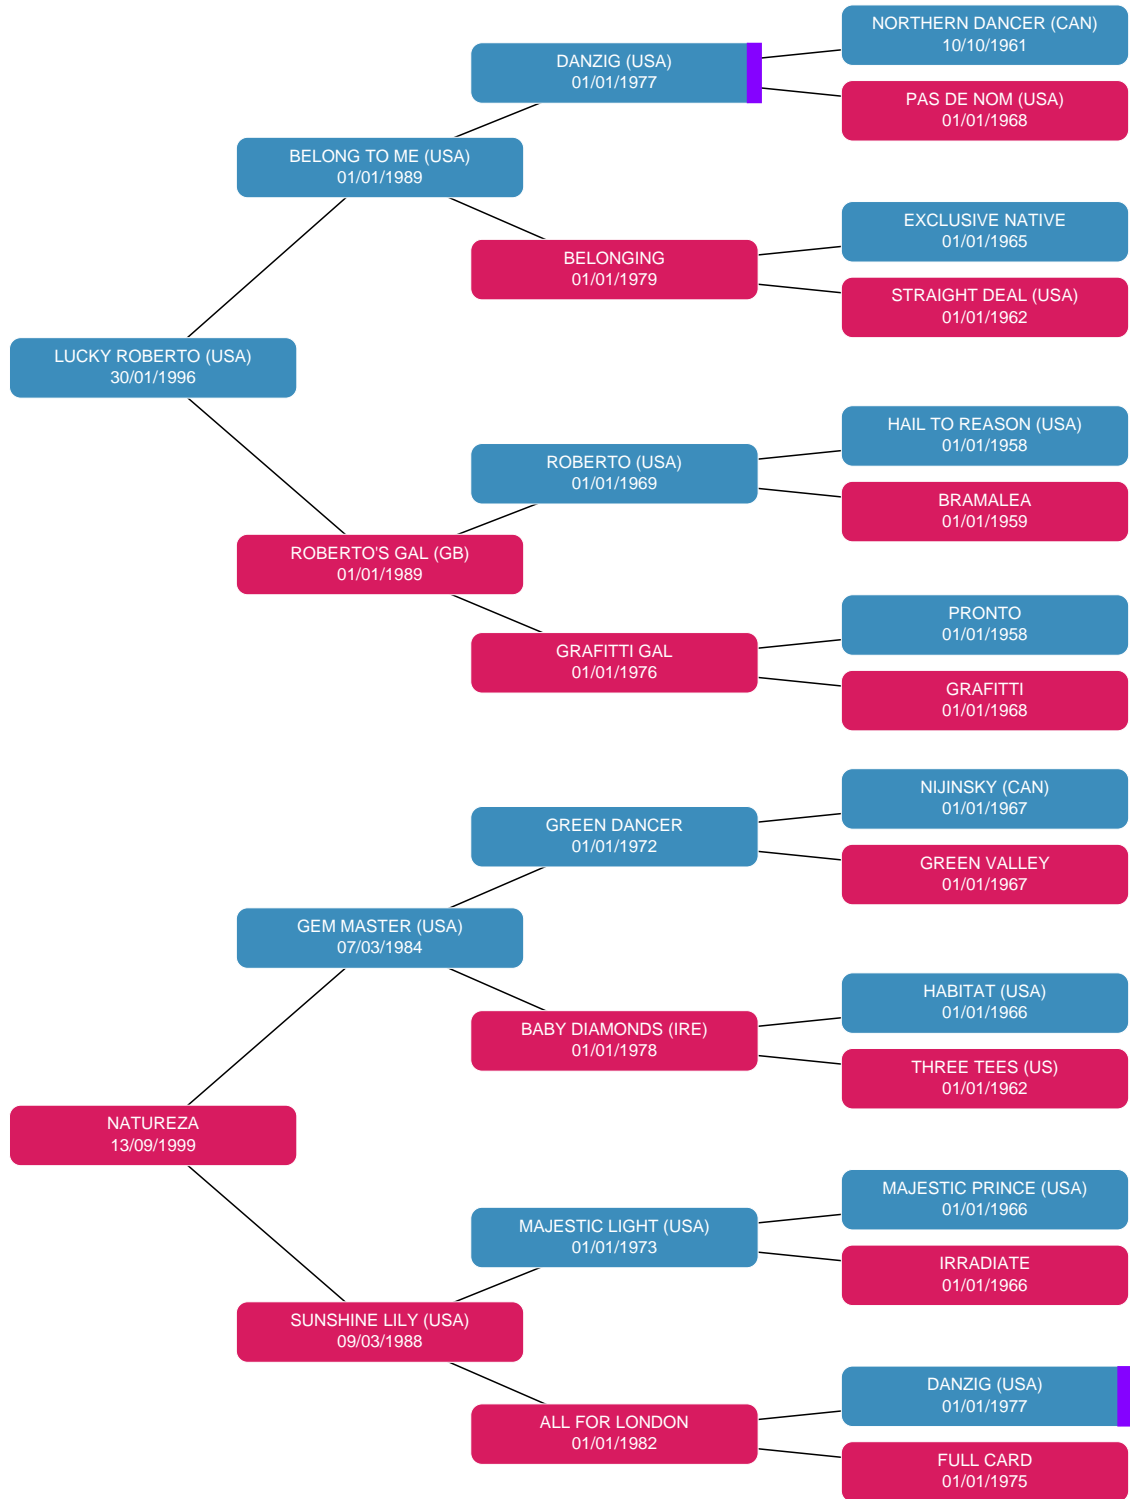 NORTHERN DANCER (CAN)
10/10/1961
DANZIG (USA)
01/01/1977
PAS DE NOM (USA)
01/01/1968
BELONG TO ME (USA)
01/01/1989
EXCLUSIVE NATIVE
01/01/1965
BELONGING
01/01/1979
STRAIGHT DEAL (USA)
01/01/1962
LUCKY ROBERTO (USA)
30/01/1996
HAIL TO REASON (USA)
01/01/1958
ROBERTO (USA)
01/01/1969
BRAMALEA
01/01/1959
ROBERTO'S GAL (GB)
01/01/1989
PRONTO
01/01/1958
GRAFITTI GAL
01/01/1976
GRAFITTI
01/01/1968
NIJINSKY (CAN)
01/01/1967
GREEN DANCER
01/01/1972
GREEN VALLEY
01/01/1967
GEM MASTER (USA)
07/03/1984
HABITAT (USA)
01/01/1966
BABY DIAMONDS (IRE)
01/01/1978
THREE TEES (US)
01/01/1962
NATUREZA
13/09/1999
MAJESTIC PRINCE (USA)
01/01/1966
MAJESTIC LIGHT (USA)
01/01/1973
IRRADIATE
01/01/1966
SUNSHINE LILY (USA)
09/03/1988
DANZIG (USA)
01/01/1977
ALL FOR LONDON
01/01/1982
FULL CARD
01/01/1975